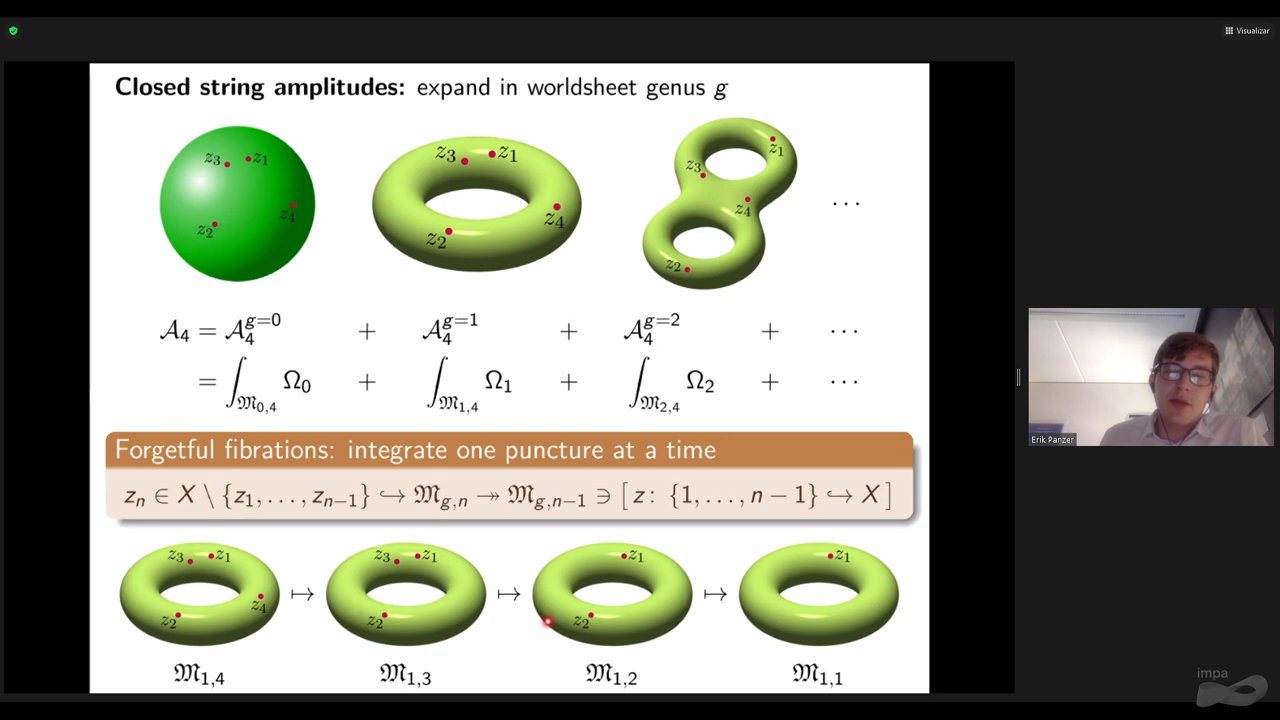 Visualizar
Closed string amplitudes: expand in worldsheet genus g
z₃ z₁ z₄ z₂
z₃ z₁ z₄ z₂
z₁ z₃ z₄ z₂
···
𝒜₄ = 𝒜₄^{g=0} + 𝒜₄^{g=1} + 𝒜₄^{g=2} + ···
= ∫_{𝔐₀,₄} Ω₀ + ∫_{𝔐₁,₄} Ω₁ + ∫_{𝔐₂,₄} Ω₂ + ···
Erik Panzer
Forgetful fibrations: integrate one puncture at a time
zₙ ∈ X \ {z₁, …, zₙ₋₁} ↪ 𝔐_{g,n} ↠ 𝔐_{g,n−1} ∋ [z: {1, …, n − 1} ↪ X]
z₃ z₁ z₄ z₂ ↦ z₃ z₁ z₂ ↦ z₁ z₂ ↦ z₁
𝔐₁,₄ 𝔐₁,₃ 𝔐₁,₂ 𝔐₁,₁
impa